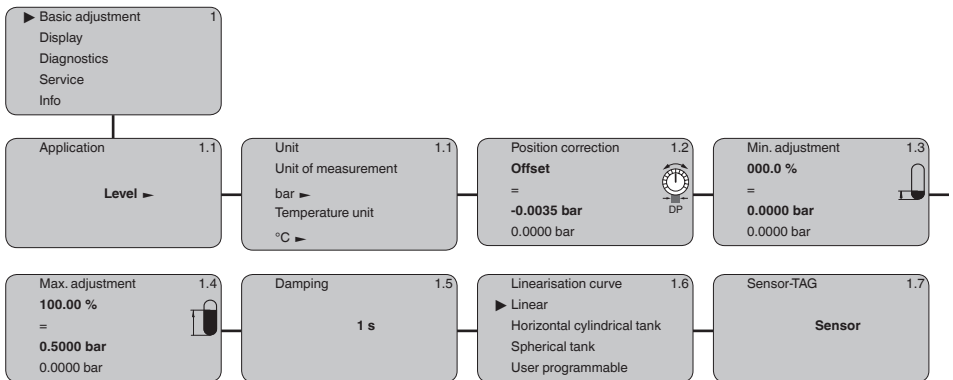 ▶ Basic adjustment 1
Display
Diagnostics
Service
Info
Application 1.1
Level ►
Unit 1.1
Unit of measurement
bar ►
Temperature unit
°C ►
Position correction 1.2
Offset
=
-0.0035 bar
0.0000 bar
DP
Min. adjustment 1.3
000.0 %
=
0.0000 bar
0.0000 bar
Max. adjustment 1.4
100.00 %
=
0.5000 bar
0.0000 bar
Damping 1.5
1 s
Linearisation curve 1.6
▶ Linear
Horizontal cylindrical tank
Spherical tank
User programmable
Sensor-TAG 1.7
Sensor